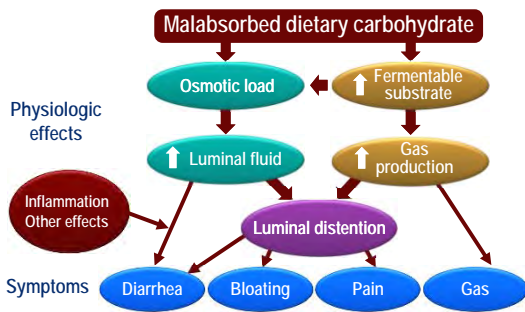 Malabsorbed dietary carbohydrate
Osmotic load
Fermentable
substrate
Physiologic
effects
Luminal fluid
Gas
production
Inflammation
Other effects
Luminal distention
Symptoms
Diarrhea
Bloating
Pain
Gas